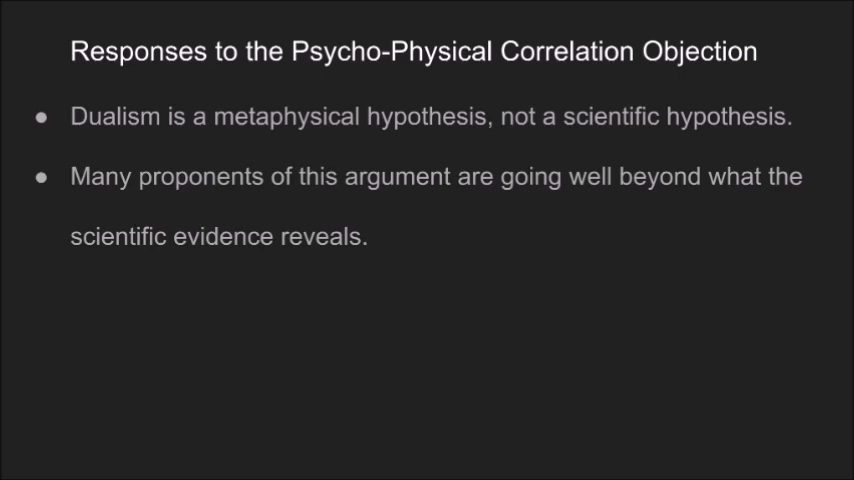 Responses to the Psycho-Physical Correlation Objection
● Dualism is a metaphysical hypothesis, not a scientific hypothesis.
● Many proponents of this argument are going well beyond what the
scientific evidence reveals.